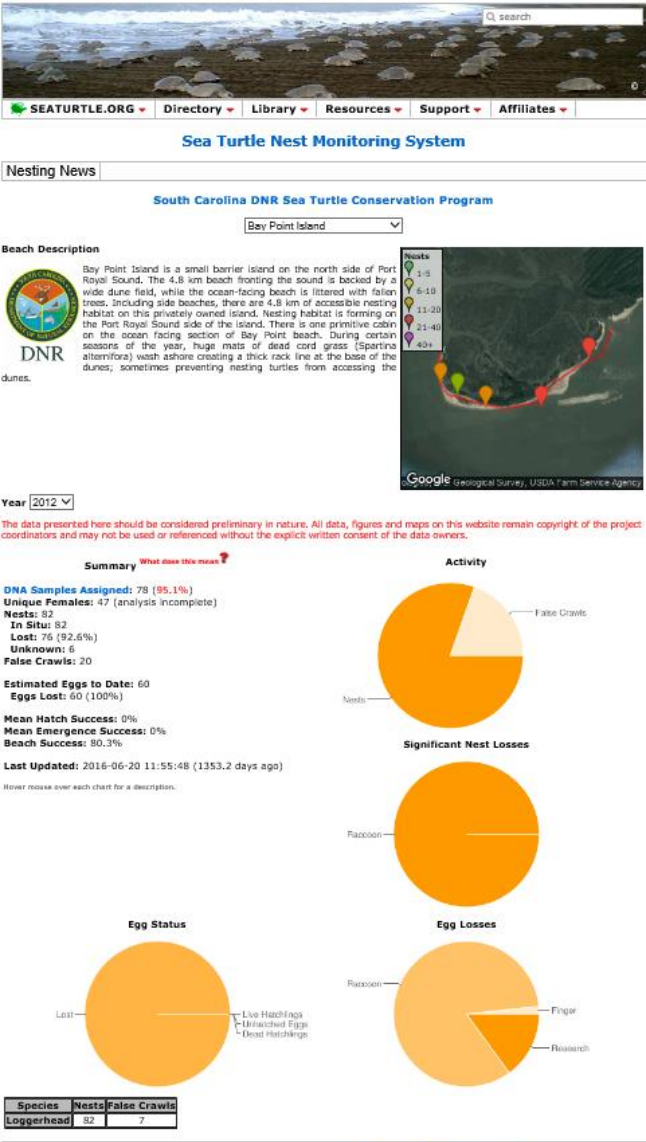 search
©
SEATURTLE.ORG Directory Library Resources Support Affiliates
Sea Turtle Nest Monitoring System
Nesting News
South Carolina DNR Sea Turtle Conservation Program
Bay Point Island
Beach Description
DNR
Bay Point Island is a small barrier island on the north side of Port
Royal Sound. The 4.8 km beach fronting the sound is backed by a
wide dune field, while the ocean-facing beach is littered with fallen
trees. Including side beaches, there are 4.8 km of accessible nesting
habitat on this privately owned island. Nesting habitat is forming on
the Port Royal Sound side of the island. There is one primitive cabin
on the ocean facing section of Bay Point beach. During certain
seasons of the year, huge mats of dead cord grass (Spartina
alternifora) wash ashore creating a thick rack line at the base of the
dunes; sometimes preventing nesting turtles from accessing the
dunes.
Nests
1-5
6-10
11-20
21-40
40+
Google Geological Survey, USDA Farm Service Agency
Year 2012
The data presented here should be considered preliminary in nature. All data, figures and maps on this website remain copyright of the project
coordinators and may not be used or referenced without the explicit written consent of the data owners.
Summary What does this mean ?
DNA Samples Assigned: 78 (95.1%)
Unique Females: 47 (analysis incomplete)
Nests: 82
In Situ: 82
Lost: 76 (92.6%)
Unknown: 6
False Crawls: 20
Estimated Eggs to Date: 60
Eggs Lost: 60 (100%)
Mean Hatch Success: 0%
Mean Emergence Success: 0%
Beach Success: 80.3%
Last Updated: 2016-06-20 11:55:48 (1353.2 days ago)
Hover mouse over each chart for a description.
Activity
False Crawls
Nests
Significant Nest Losses
Raccoon
Egg Status
Lost
Live Hatchlings
Unhatched Eggs
Dead Hatchlings
Egg Losses
Raccoon
Finger
Research
Species Nests False Crawls
Loggerhead 82 7